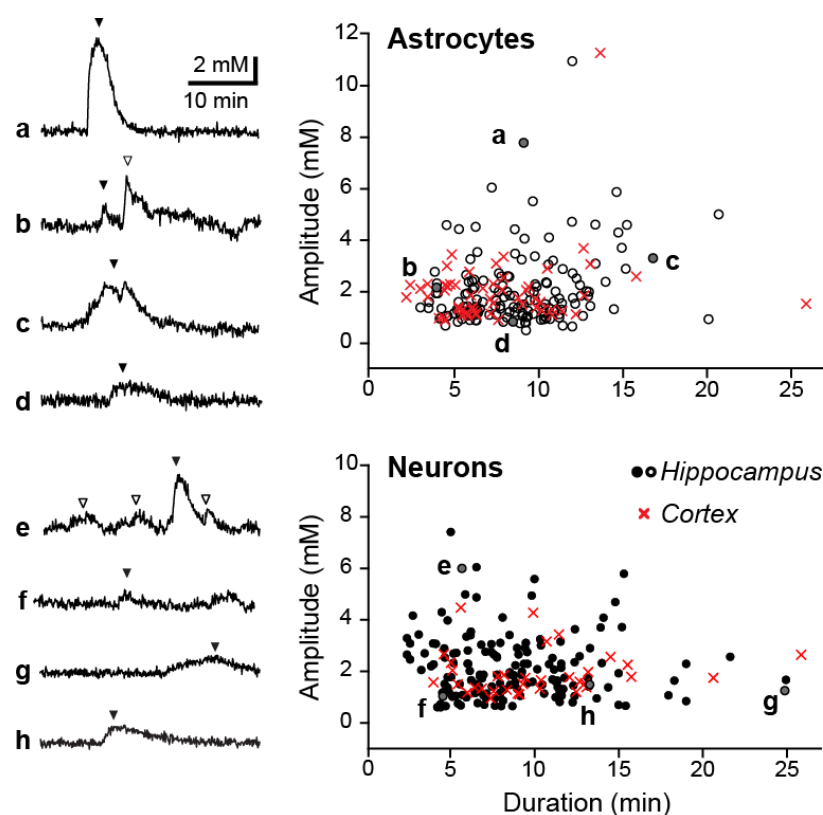 2 mM
10 min
a
b
c
d
e
f
g
h
Astrocytes
Amplitude (mM)
12
10
8
6
4
2
0
a
b
c
d
0 5 10 15 20 25
Neurons
Hippocampus
Cortex
Amplitude (mM)
10
8
6
4
2
0
e
f
h
g
0 5 10 15 20 25
Duration (min)